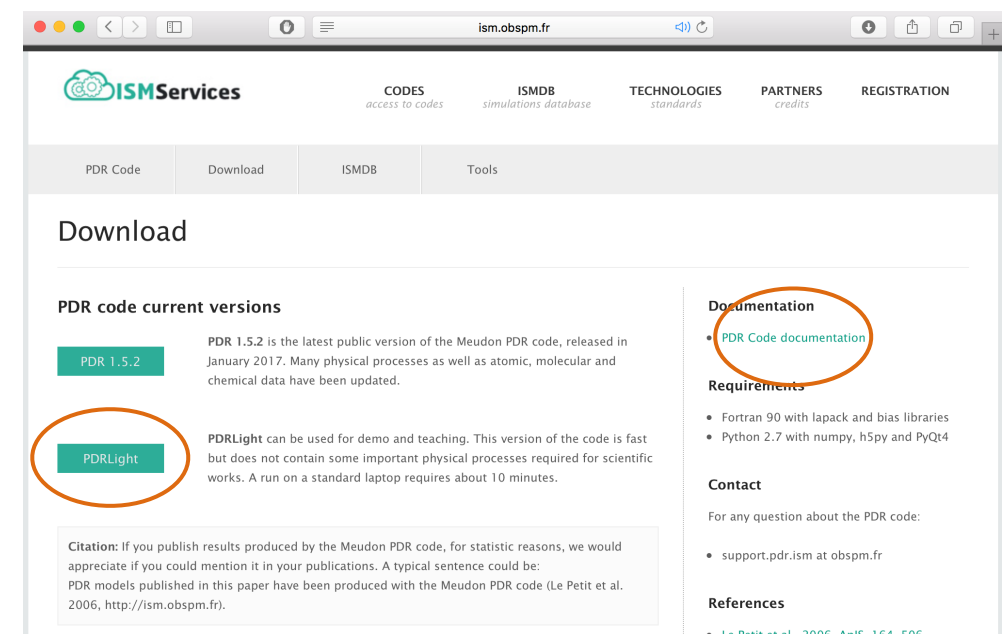 ism.obspm.fr
ISMServices
CODES ISMDB TECHNOLOGIES PARTNERS REGISTRATION
access to codes simulations database standards credits
PDR Code Download ISMDB Tools
Download
PDR code current versions
PDR 1.5.2
PDR 1.5.2 is the latest public version of the Meudon PDR code, released in
January 2017. Many physical processes as well as atomic, molecular and
chemical data have been updated.
PDRLight
PDRLight can be used for demo and teaching. This version of the code is fast
but does not contain some important physical processes required for scientific
works. A run on a standard laptop requires about 10 minutes.
Citation: If you publish results produced by the Meudon PDR code, for statistic reasons, we would
appreciate if you could mention it in your publications. A typical sentence could be:
PDR models published in this paper have been produced with the Meudon PDR code (Le Petit et al.
2006, http://ism.obspm.fr).
Documentation
• PDR Code documentation
Requirements
• Fortran 90 with lapack and bias libraries
• Python 2.7 with numpy, h5py and PyQt4
Contact
For any question about the PDR code:
• support.pdr.ism at obspm.fr
References
• Le Petit et al., 2006, ApJS, 164, 506